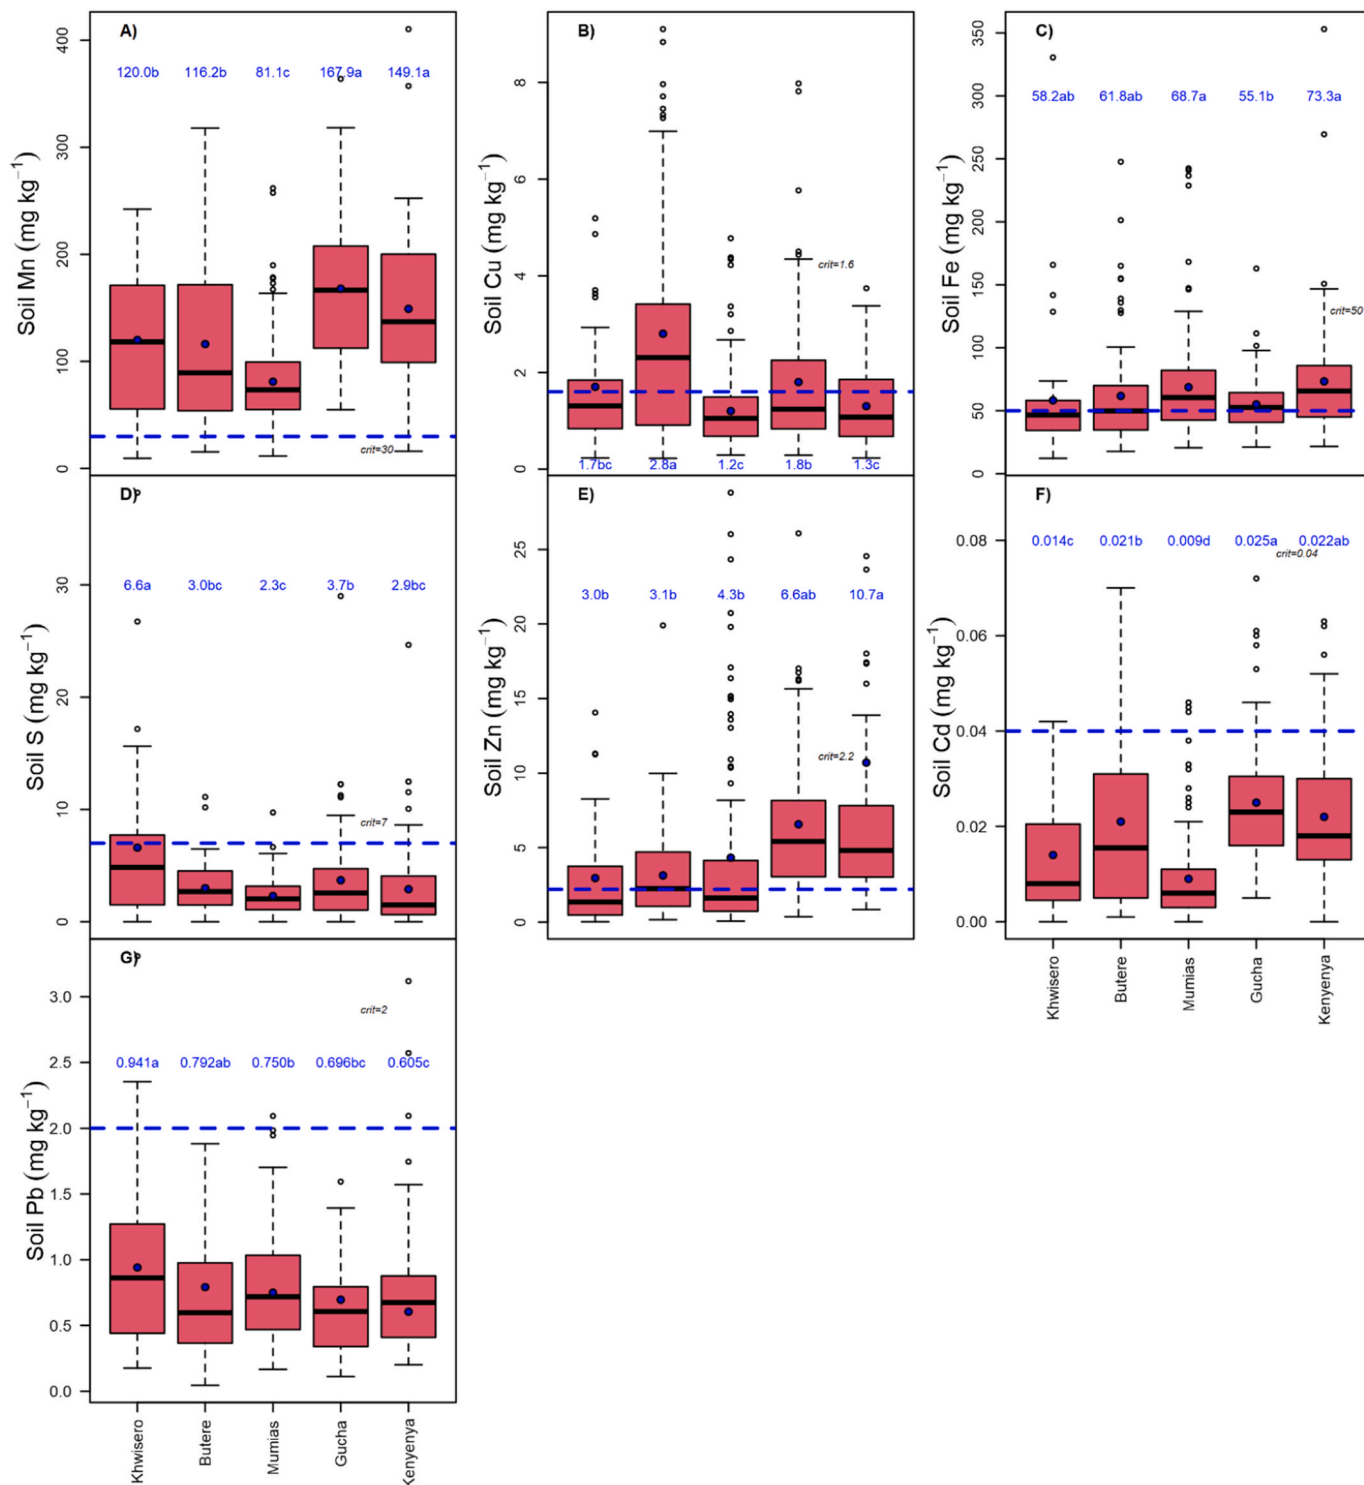 A)
120.0b 116.2b 81.1c 167.9a 149.1a
Soil Mn (mg kg⁻¹)
0 100 200 300 400
crit=30
B)
Soil Cu (mg kg⁻¹)
0 2 4 6 8
crit=1.6
1.7bc 2.8a 1.2c 1.8b 1.3c
C)
58.2ab 61.8ab 68.7a 55.1b 73.3a
Soil Fe (mg kg⁻¹)
0 50 100 150 200 250 300 350
crit=50
D)
6.6a 3.0bc 2.3c 3.7b 2.9bc
Soil S (mg kg⁻¹)
0 10 20 30
crit=7
E)
3.0b 3.1b 4.3b 6.6ab 10.7a
Soil Zn (mg kg⁻¹)
0 5 10 15 20 25
crit=2.2
F)
0.014c 0.021b 0.009d 0.025a 0.022ab
crit=0.04
Soil Cd (mg kg⁻¹)
0.00 0.02 0.04 0.06 0.08
Khwisero Butere Mumias Gucha Kenyenya
G)
crit=2
0.941a 0.792ab 0.750b 0.696bc 0.605c
Soil Pb (mg kg⁻¹)
0.0 0.5 1.0 1.5 2.0 2.5 3.0
Khwisero Butere Mumias Gucha Kenyenya